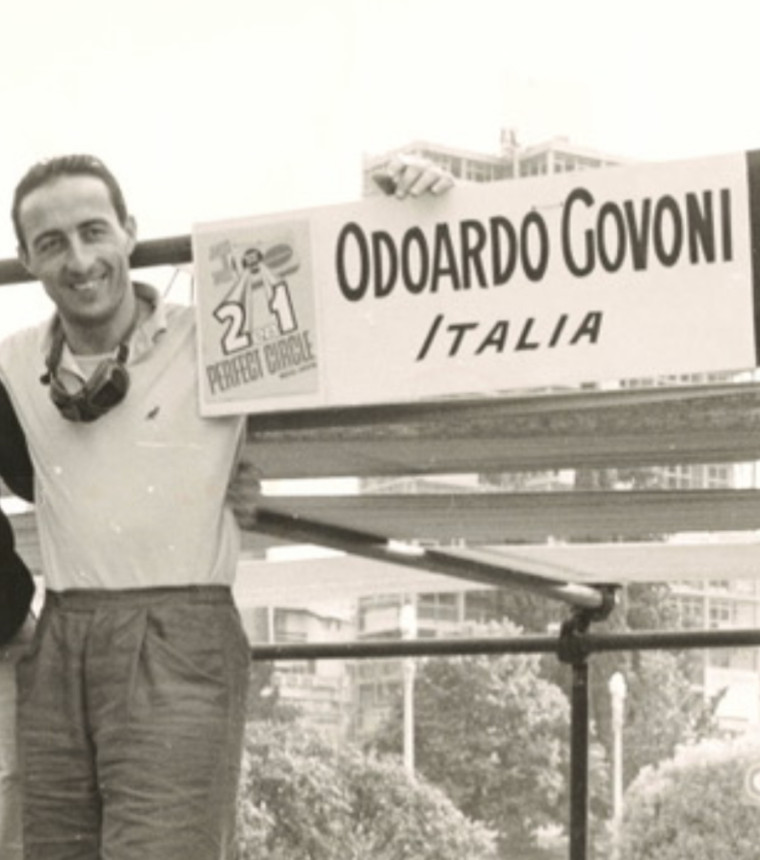 2 1
PERFECT CIRCLE
ODOARDO GOVONI
ITALIA